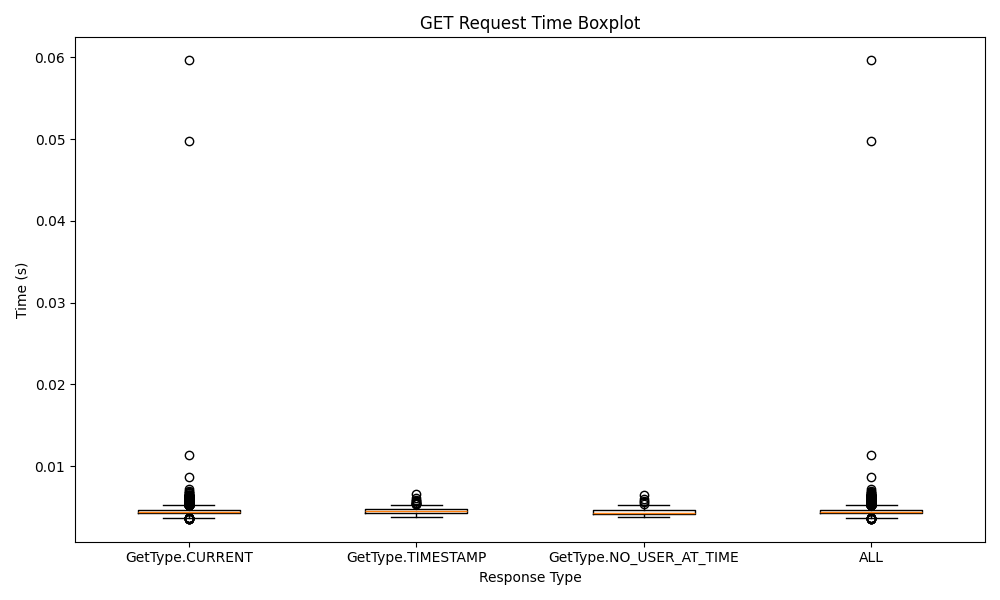 GET Request Time Boxplot
0.06
0.05
0.04
0.03
0.02
0.01
Time (s)
GetType.CURRENT GetType.TIMESTAMP GetType.NO_USER_AT_TIME ALL
Response Type